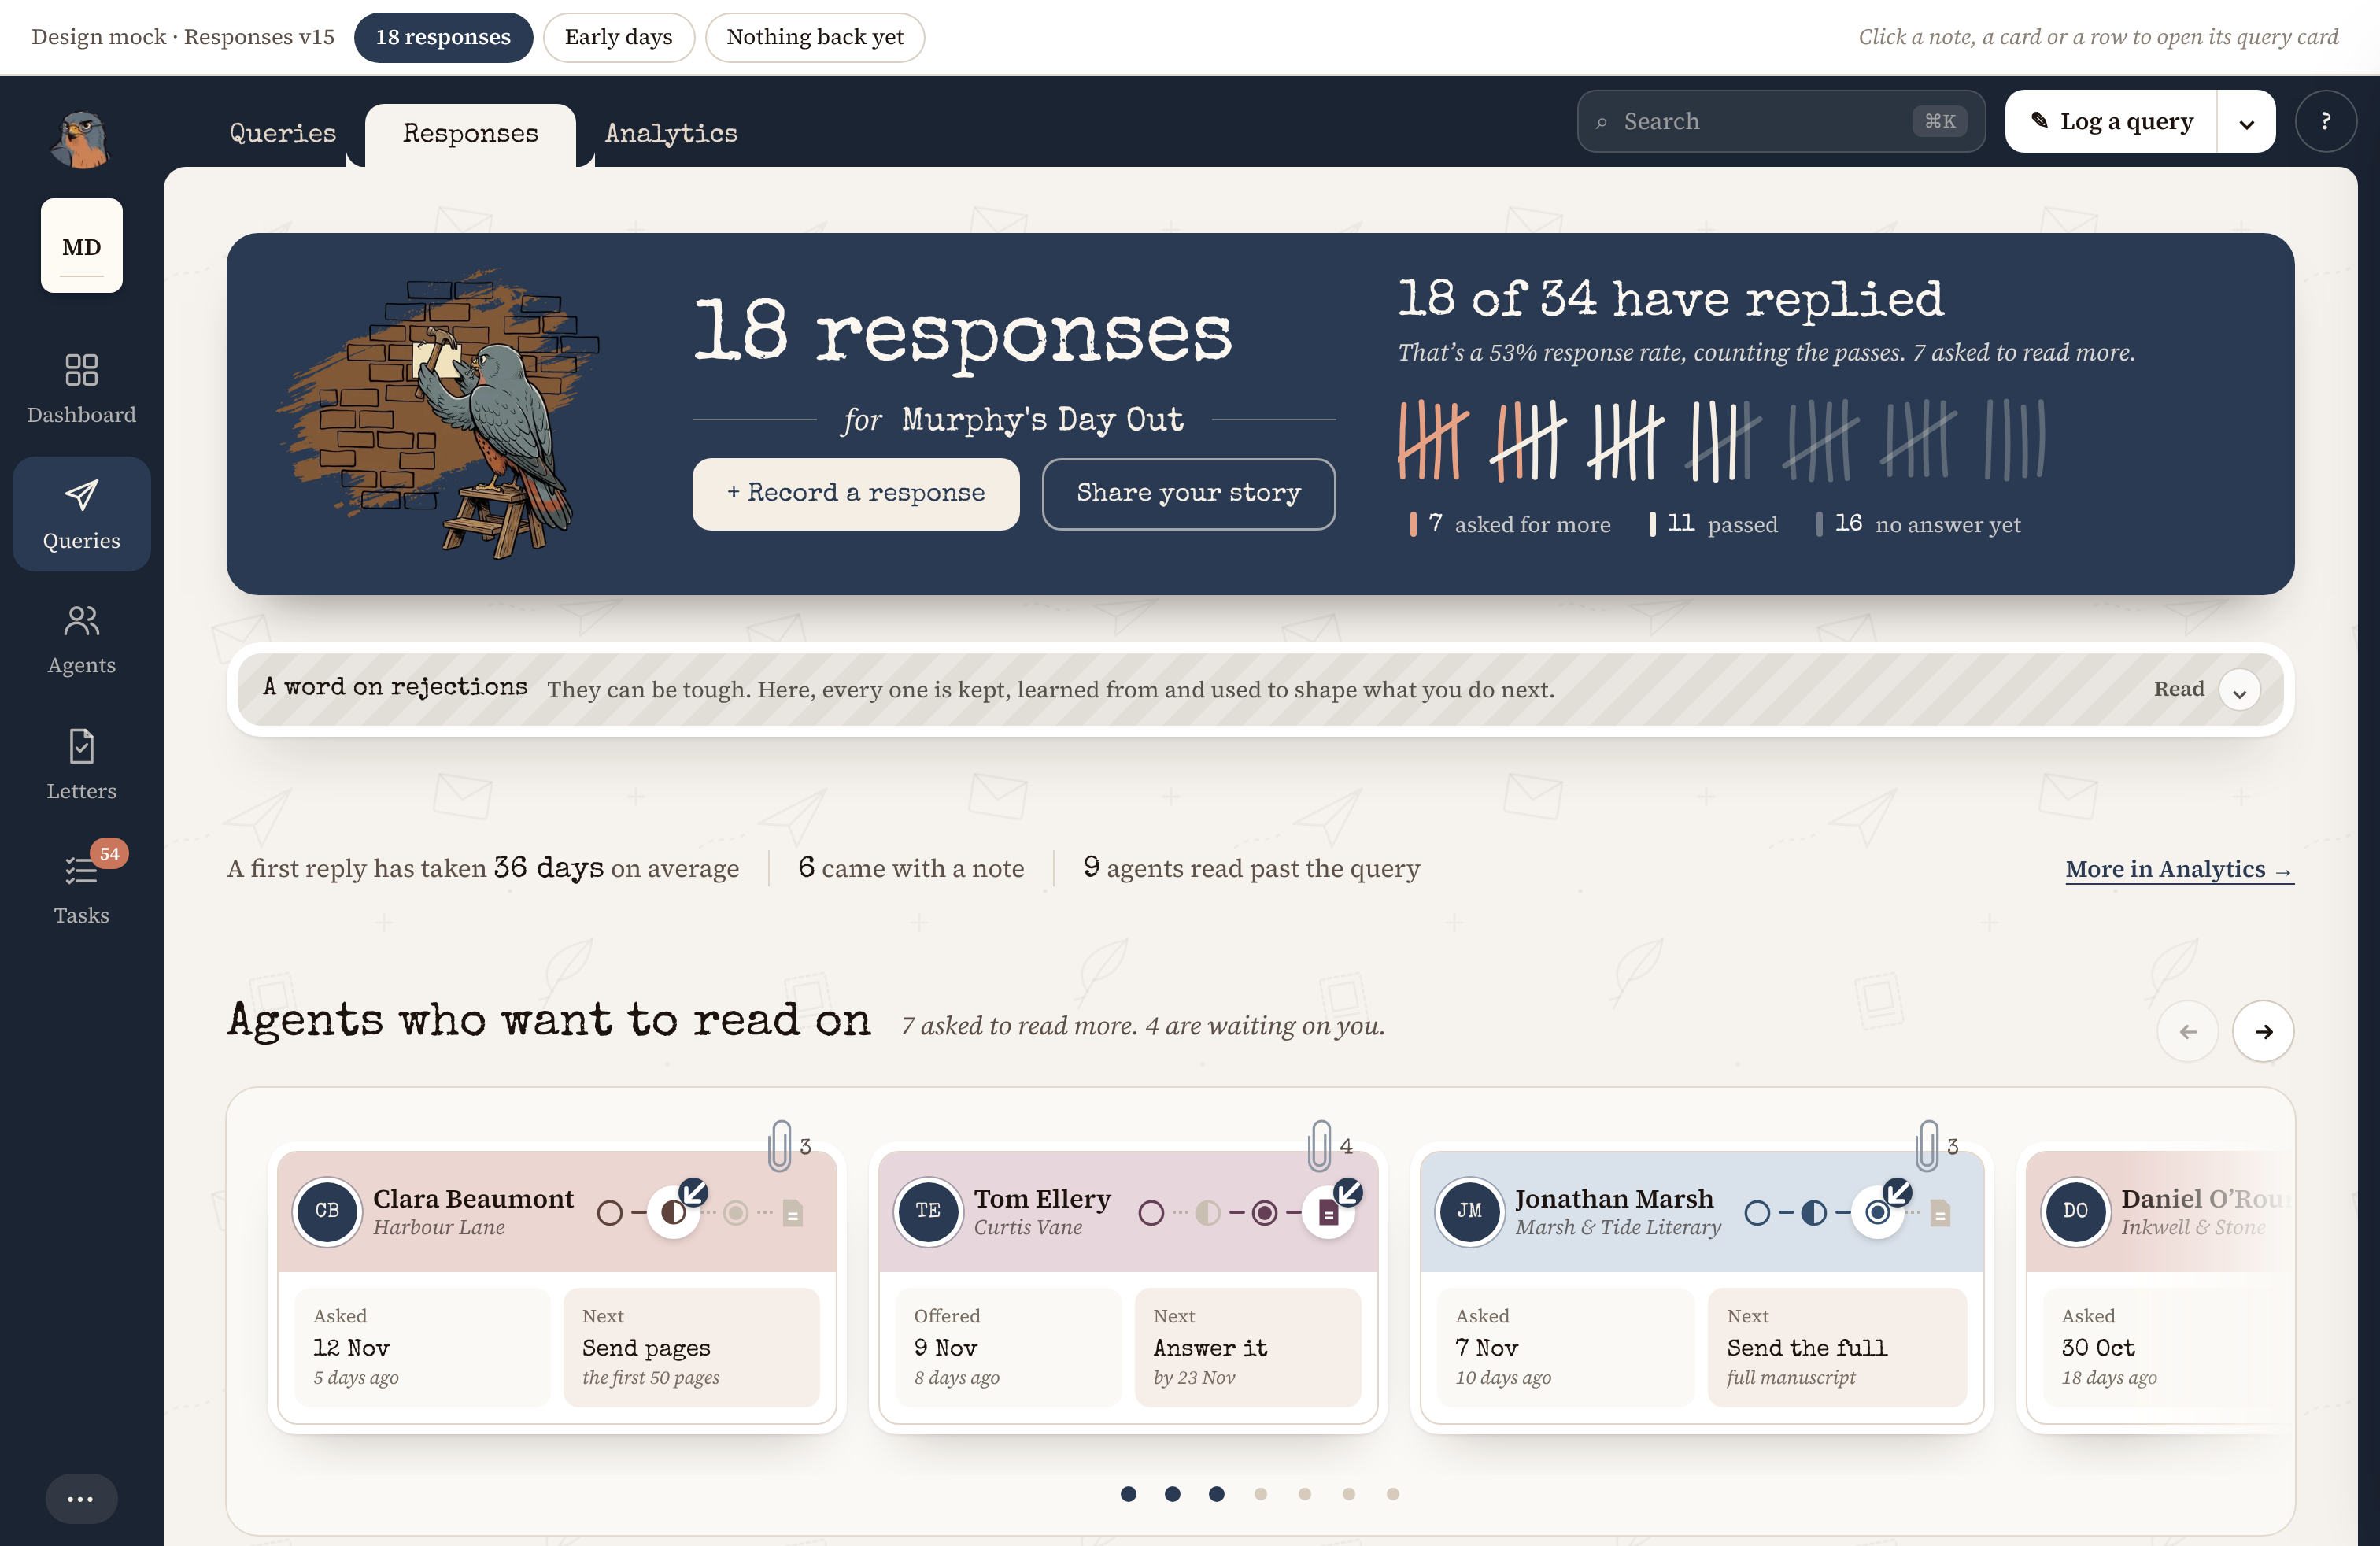 Design mock · Responses v15
18 responses
Early days
Nothing back yet
Click a note, a card or a row to open its query card
Queries
Responses
Analytics
Search
⌘K
✎ Log a query
?
MD
Dashboard
Queries
Agents
Letters
54
Tasks
18 responses
for Murphy's Day Out
+ Record a response
Share your story
18 of 34 have replied
That’s a 53% response rate, counting the passes. 7 asked to read more.
7 asked for more
11 passed
16 no answer yet
A word on rejections
They can be tough. Here, every one is kept, learned from and used to shape what you do next.
Read
A first reply has taken 36 days on average
6 came with a note
9 agents read past the query
More in Analytics →
Agents who want to read on
7 asked to read more. 4 are waiting on you.
3
CB
Clara Beaumont
Harbour Lane
Asked
12 Nov
5 days ago
Next
Send pages
the first 50 pages
4
TE
Tom Ellery
Curtis Vane
Offered
9 Nov
8 days ago
Next
Answer it
by 23 Nov
3
JM
Jonathan Marsh
Marsh & Tide Literary
Asked
7 Nov
10 days ago
Next
Send the full
full manuscript
DO
Daniel O’Rou
Inkwell & Stone
Asked
30 Oct
18 days ago